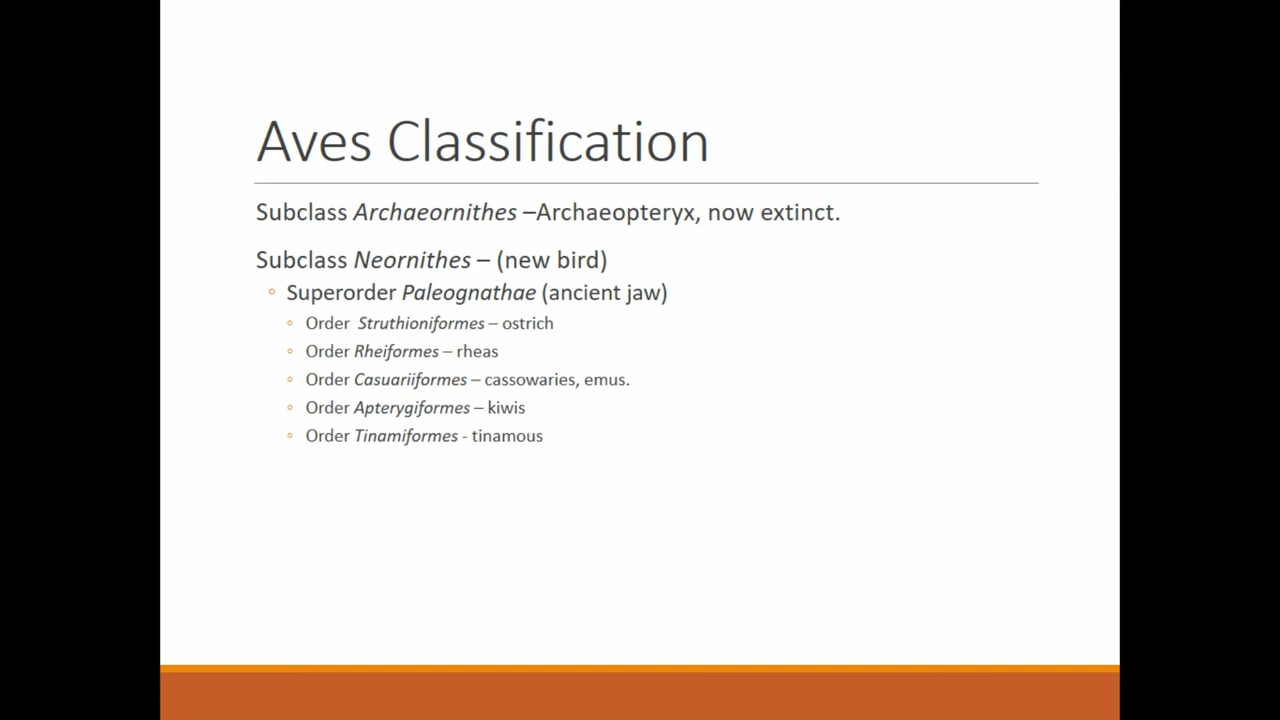 Aves Classification
Subclass Archaeornithes –Archaeopteryx, now extinct.
Subclass Neornithes – (new bird)
◦ Superorder Paleognathae (ancient jaw)
◦ Order Struthioniformes – ostrich
◦ Order Rheiformes – rheas
◦ Order Casuariiformes – cassowaries, emus.
◦ Order Apterygiformes – kiwis
◦ Order Tinamiformes - tinamous